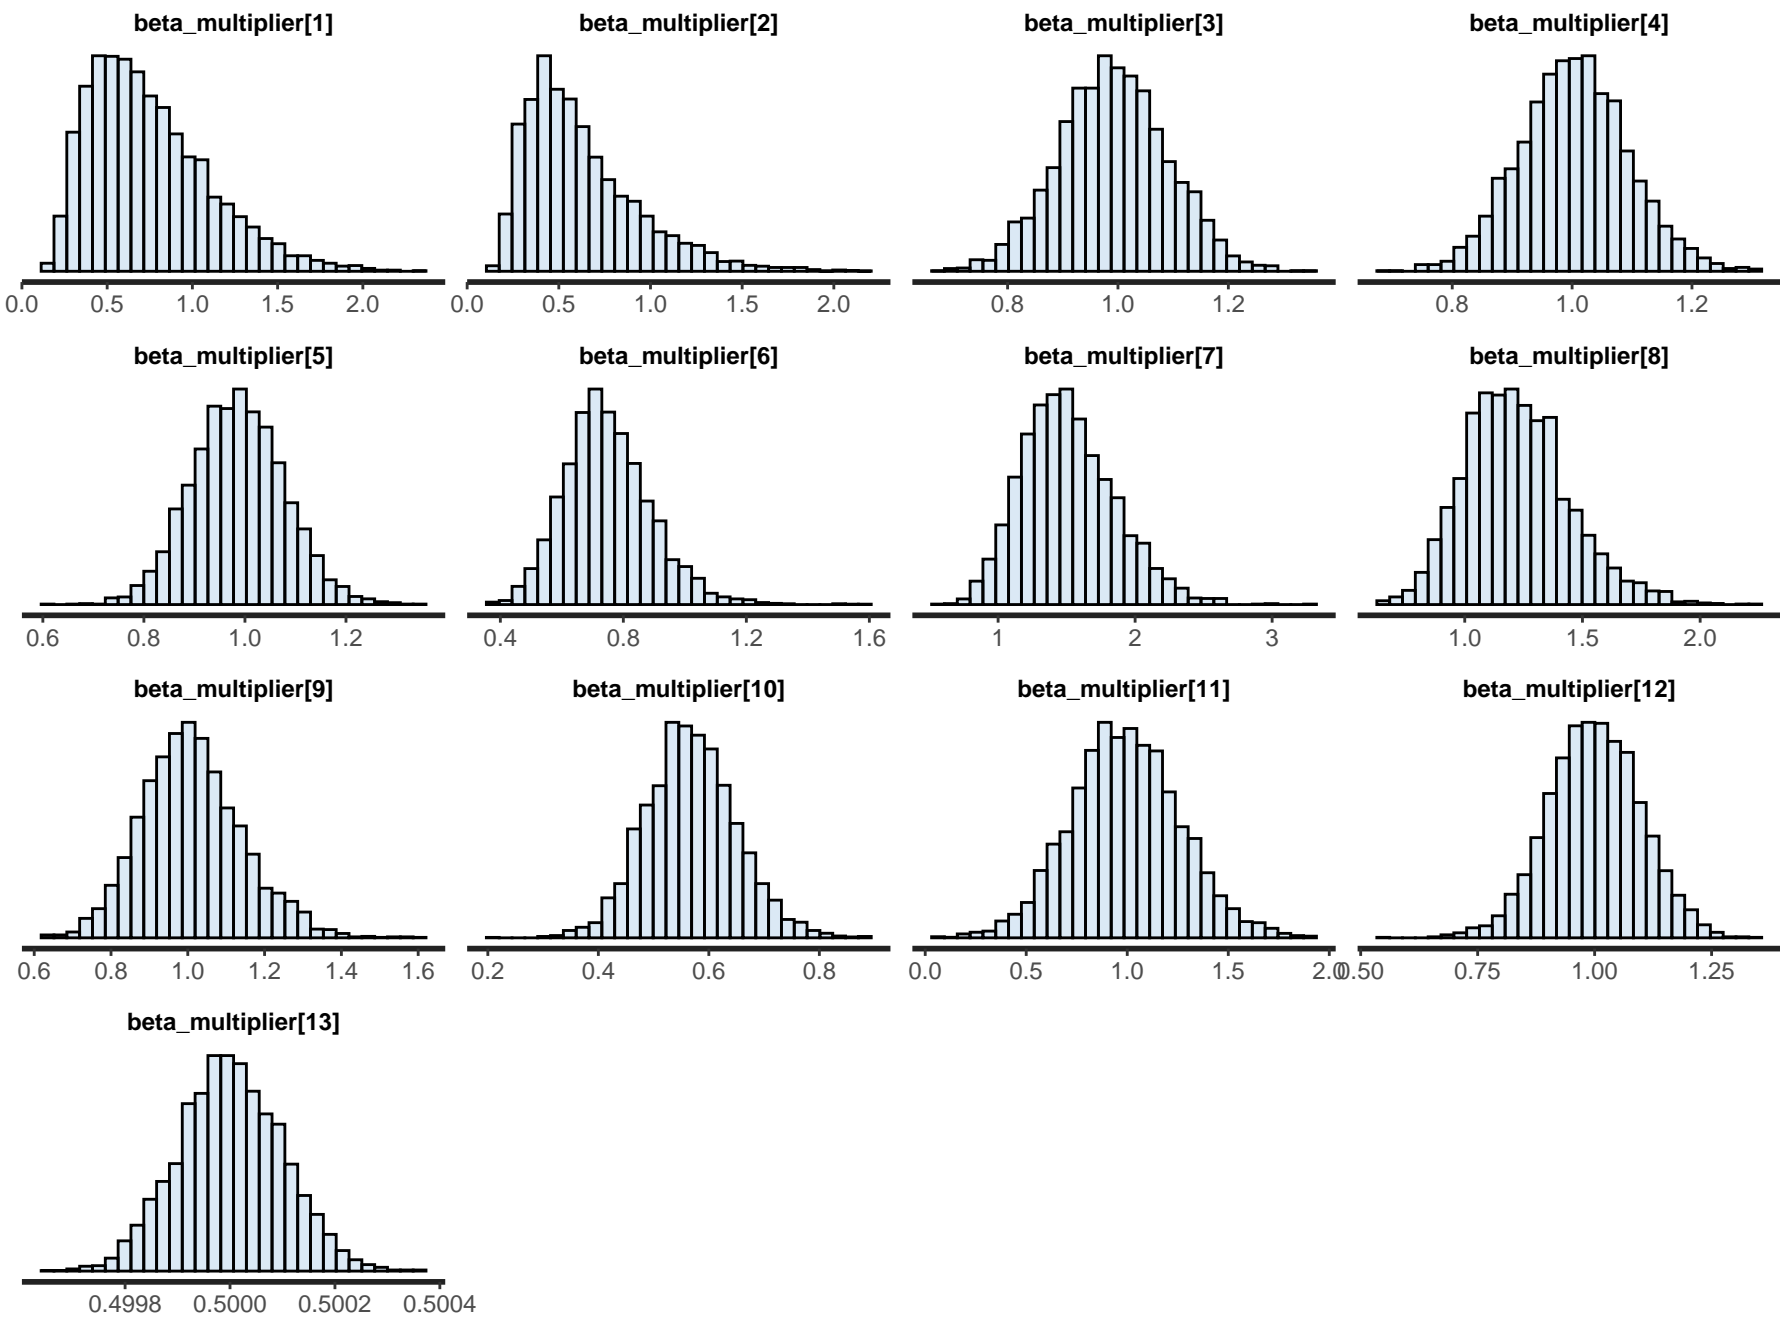 beta_multiplier[1] beta_multiplier[2] beta_multiplier[3] beta_multiplier[4]
0.0 0.5 1.0 1.5 2.0 0.0 0.5 1.0 1.5 2.0 0.8 1.0 1.2 0.8 1.0 1.2
beta_multiplier[5] beta_multiplier[6] beta_multiplier[7] beta_multiplier[8]
0.6 0.8 1.0 1.2 0.4 0.8 1.2 1.6 1 2 3 1.0 1.5 2.0
beta_multiplier[9] beta_multiplier[10] beta_multiplier[11] beta_multiplier[12]
0.6 0.8 1.0 1.2 1.4 1.6 0.2 0.4 0.6 0.8 0.0 0.5 1.0 1.5 2.0 0.50 0.75 1.00 1.25
beta_multiplier[13]
0.4998 0.5000 0.5002 0.5004